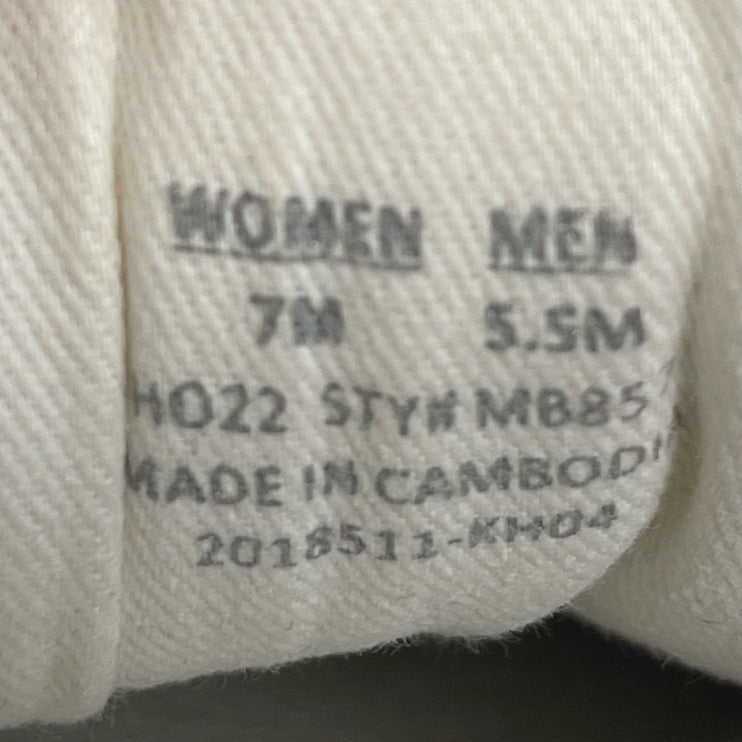 WOMEN MEN
7M 5.5M
HO22 STY# MB85
MADE IN CAMBODI
2018511-KH04